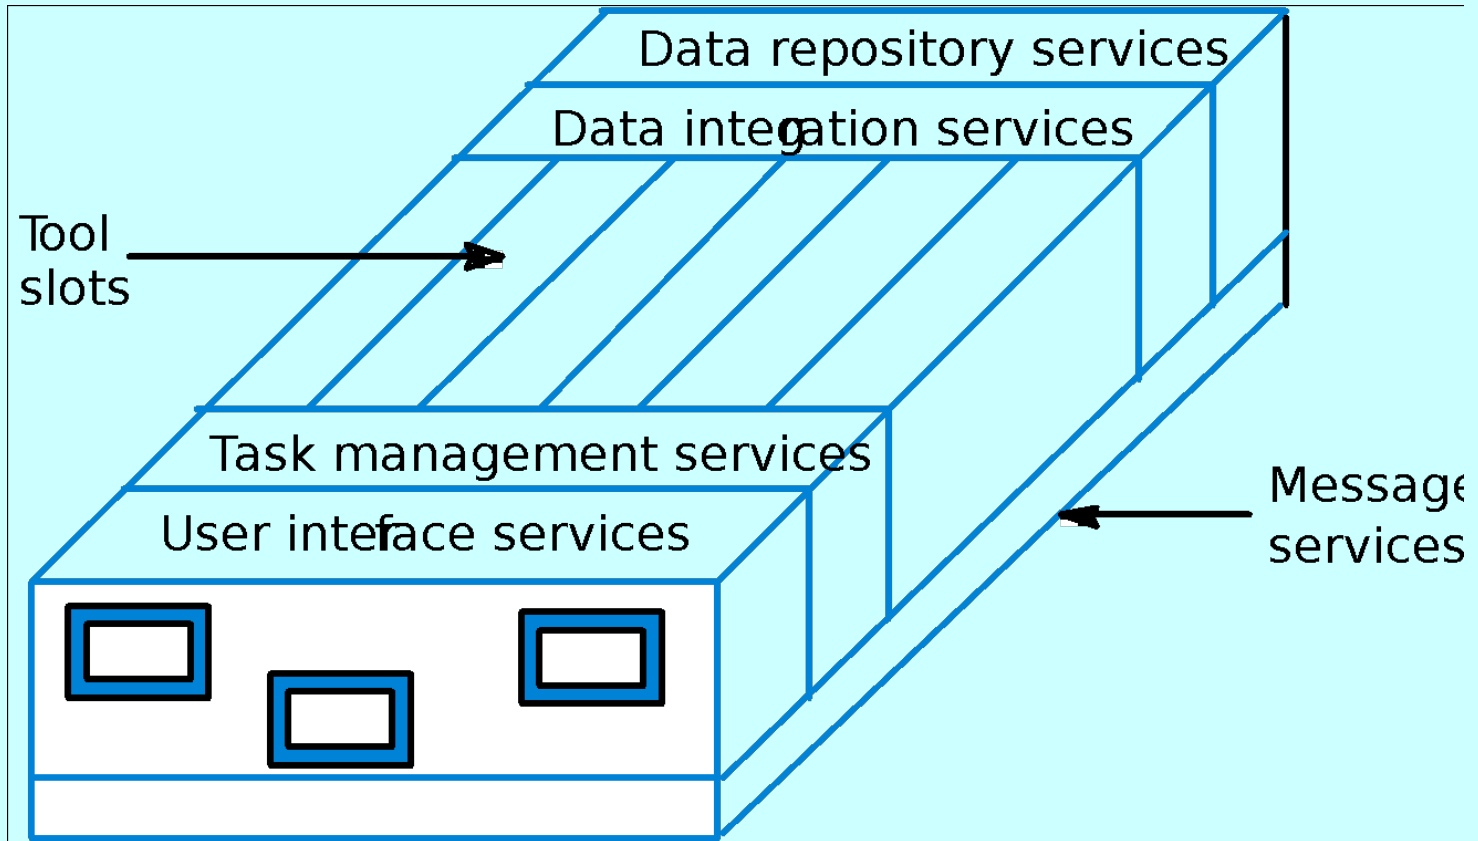 Data repository services
Data integration services
Tool
slots
Task management services
Message
services
User interface services